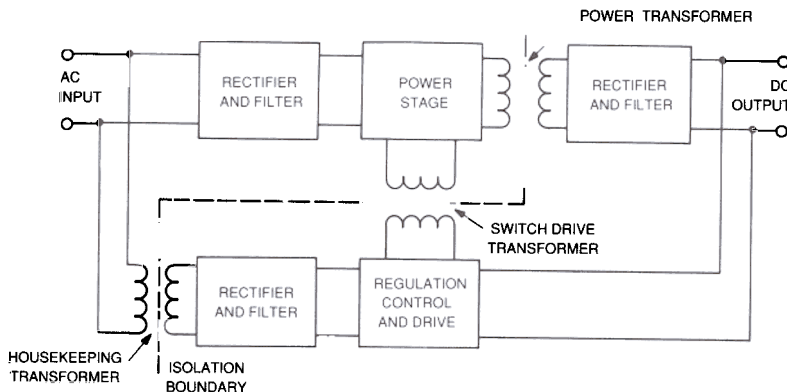 POWER TRANSFORMER
AC
INPUT
RECTIFIER
AND FILTER
POWER
STAGE
RECTIFIER
AND FILTER
DC
OUTPUT
SWITCH DRIVE
TRANSFORMER
RECTIFIER
AND FILTER
REGULATION
CONTROL
AND DRIVE
HOUSEKEEPING
TRANSFORMER
ISOLATION
BOUNDARY